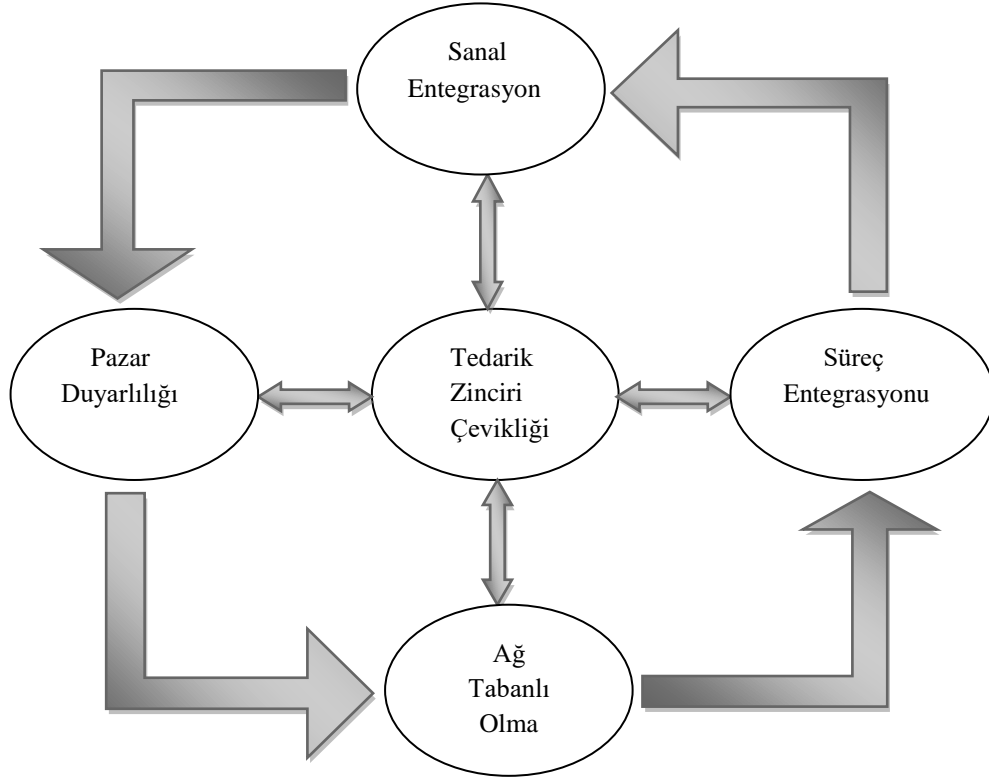 Sanal
Entegrasyon
Pazar
Duyarlılığı
Tedarik
Zinciri
Çevikliği
Süreç
Entegrasyonu
Ağ
Tabanlı
Olma